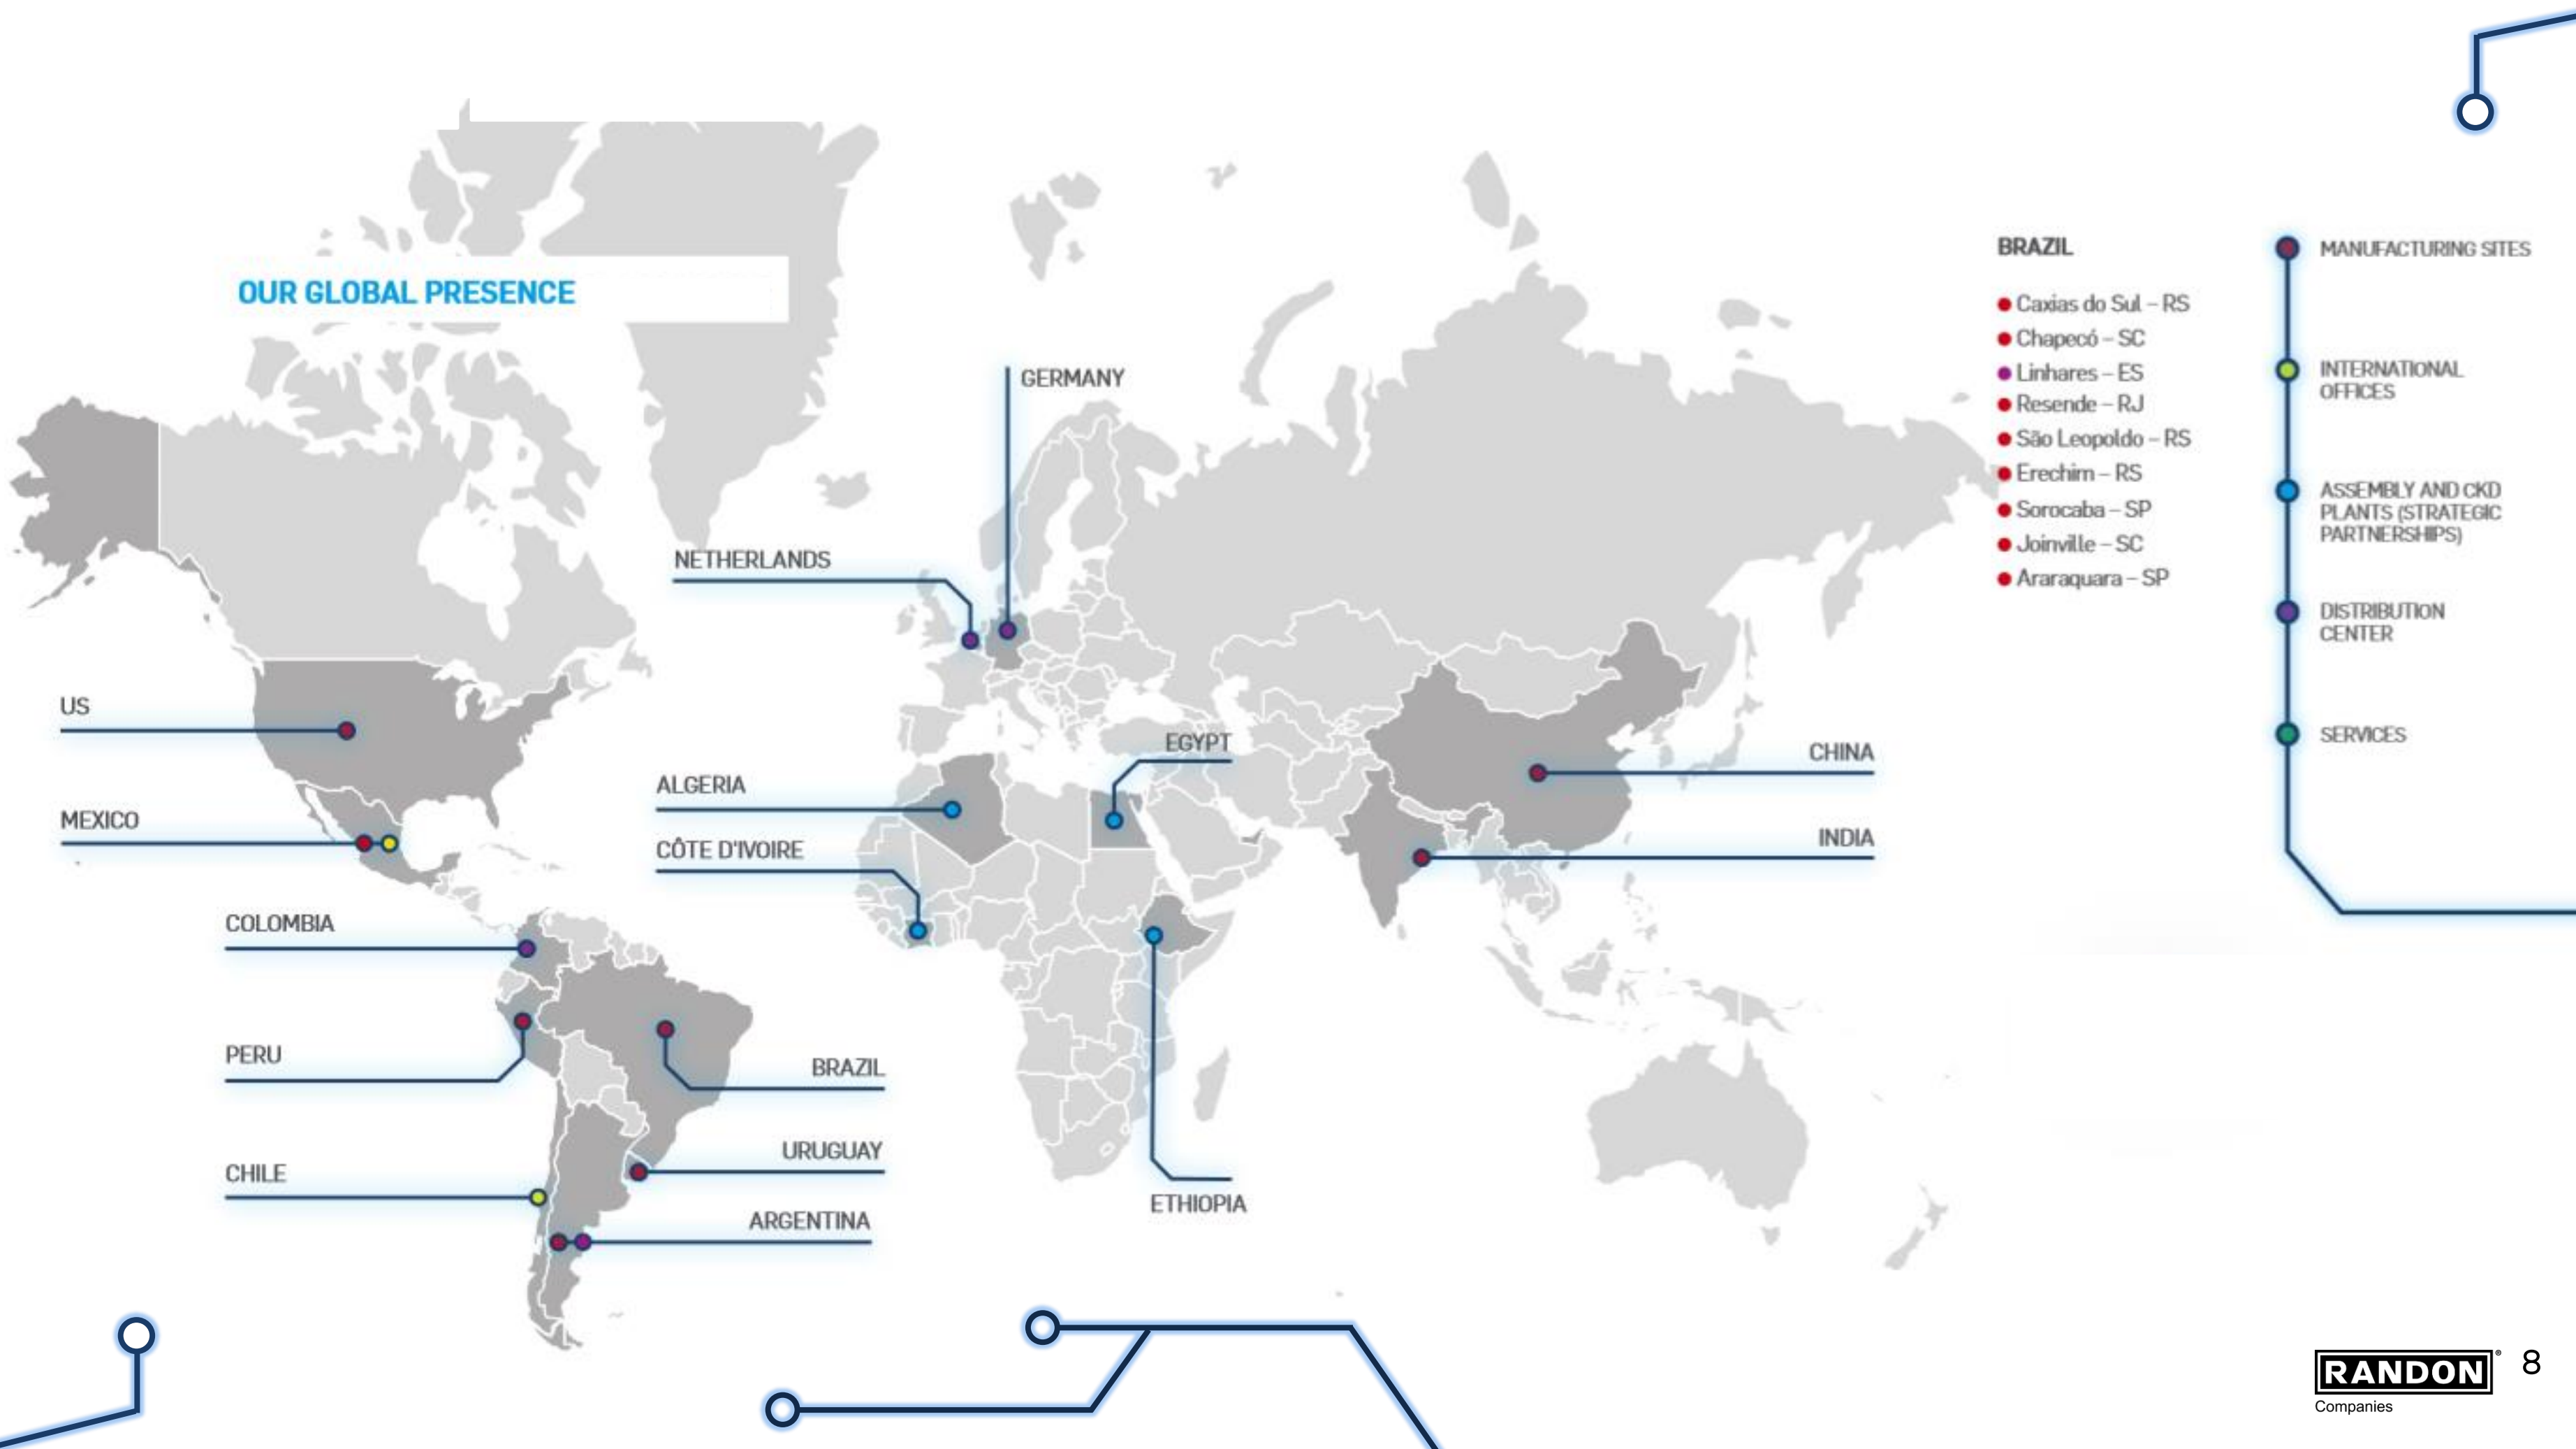 OUR GLOBAL PRESENCE
GERMANY
NETHERLANDS
US
MEXICO
COLOMBIA
PERU
CHILE
BRAZIL
URUGUAY
ARGENTINA
ALGERIA
CÔTE D'IVOIRE
EGYPT
ETHIOPIA
CHINA
INDIA
BRAZIL
Caxias do Sul – RS
Chapecó – SC
Linhares – ES
Resende – RJ
São Leopoldo – RS
Erechim – RS
Sorocaba – SP
Joinville – SC
Araraquara – SP
MANUFACTURING SITES
INTERNATIONAL
OFFICES
ASSEMBLY AND CKD
PLANTS (STRATEGIC
PARTNERSHIPS)
DISTRIBUTION
CENTER
SERVICES
RANDON®
Companies
8